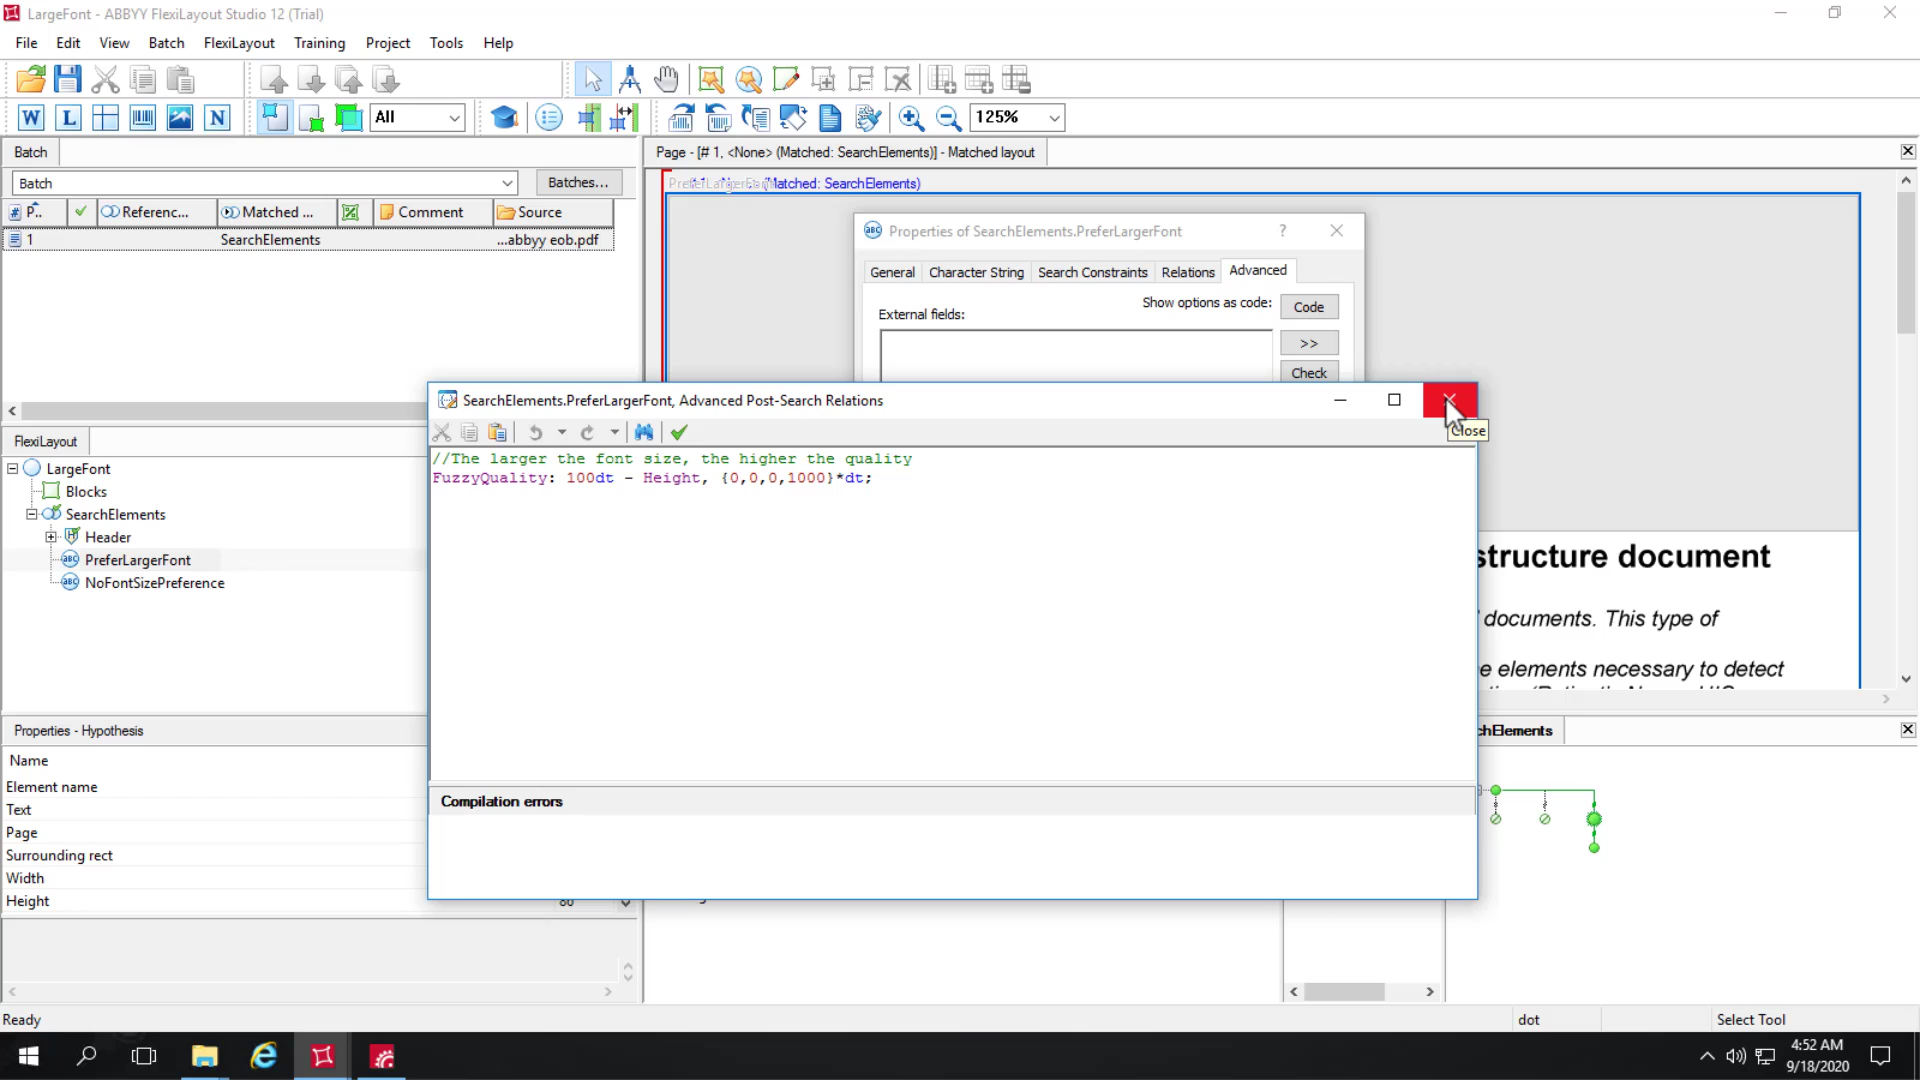 LargeFont - ABBYY FlexiLayout Studio 12 (Trial)
File Edit View Batch FlexiLayout Training Project Tools Help
W L N All 125%
Batch
Page - [# 1, <None> (Matched: SearchElements)] - Matched layout
Batch Batches...
(Matched: SearchElements)
# P.. Referenc... Matched ... Comment Source
1 SearchElements ...abbyy eob.pdf
Properties of SearchElements.PreferLargerFont ?
General Character String Search Constraints Relations Advanced
Show options as code: Code
External fields:
>>
Check
SearchElements.PreferLargerFont, Advanced Post-Search Relations
Close
//The larger the font size, the higher the quality
FuzzyQuality: 100dt - Height, {0,0,0,1000}*dt;
FlexiLayout
LargeFont
Blocks
SearchElements
Header
PreferLargerFont
NoFontSizePreference
structure document
documents. This type of
elements necessary to detect
Properties - Hypothesis
Name
Element name
Text
Page
Surrounding rect
Width
Height
Compilation errors
chElements
Ready dot Select Tool
4:52 AM
9/18/2020